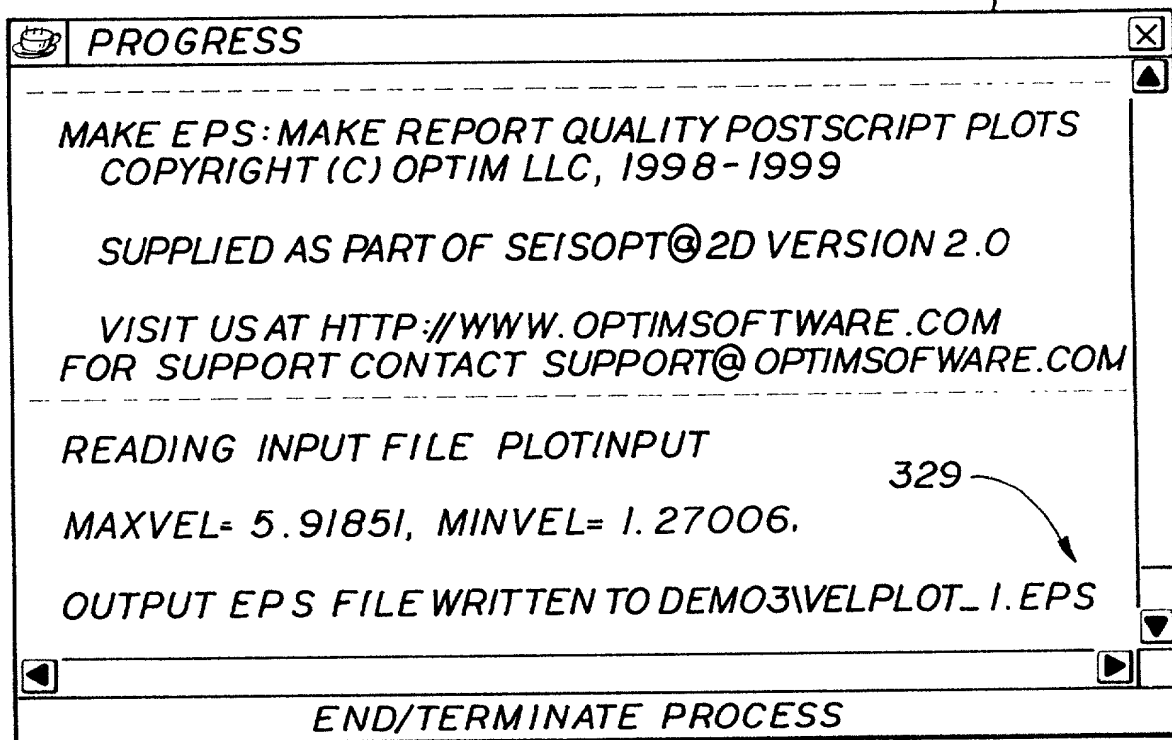 PROGRESS
MAKE EPS: MAKE REPORT QUALITY POSTSCRIPT PLOTS
COPYRIGHT (C) OPTIM LLC, 1998-1999
SUPPLIED AS PART OF SEISOPT@2D VERSION 2.0
VISIT US AT HTTP://WWW.OPTIMSOFTWARE.COM
FOR SUPPORT CONTACT SUPPORT@OPTIMSOFWARE.COM
READING INPUT FILE PLOTINPUT
329
MAXVEL= 5.91851, MINVEL= 1.27006.
OUTPUT EPS FILE WRITTEN TO DEMO3\VELPLOT_1.EPS
END/TERMINATE PROCESS